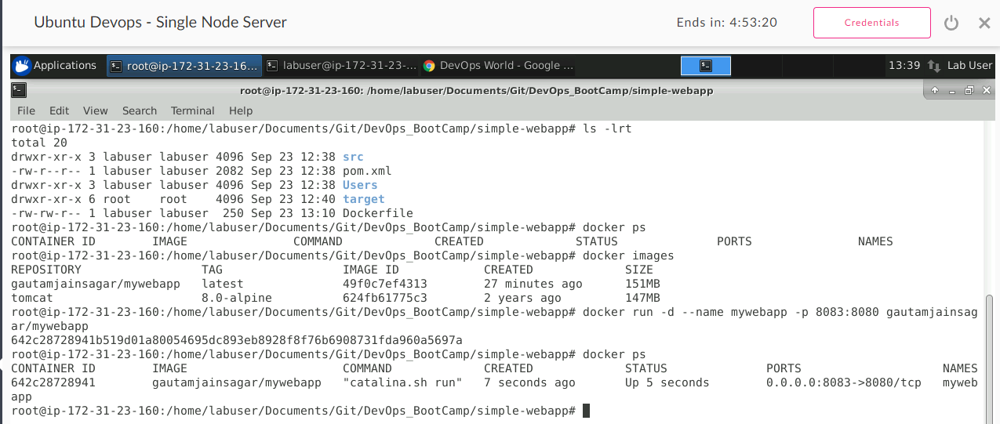 Ubuntu Devops - Single Node Server
Ends in: 4:53:20
Credentials
Applications
root@ip-172-31-23-16...
labuser@ip-172-31-23-...
DevOps World - Google ...
13:39
Lab User
root@ip-172-31-23-160: /home/labuser/Documents/Git/DevOps_BootCamp/simple-webapp
File Edit View Search Terminal Help
root@ip-172-31-23-160:/home/labuser/Documents/Git/DevOps_BootCamp/simple-webapp# ls -lrt
total 20
drwxr-xr-x 3 labuser labuser 4096 Sep 23 12:38 src
-rw-r--r-- 1 labuser labuser 2082 Sep 23 12:38 pom.xml
drwxr-xr-x 3 labuser labuser 4096 Sep 23 12:38 Users
drwxr-xr-x 6 root    root    4096 Sep 23 12:40 target
-rw-rw-r-- 1 labuser labuser  250 Sep 23 13:10 Dockerfile
root@ip-172-31-23-160:/home/labuser/Documents/Git/DevOps_BootCamp/simple-webapp# docker ps
CONTAINER ID        IMAGE               COMMAND             CREATED             STATUS              PORTS               NAMES
root@ip-172-31-23-160:/home/labuser/Documents/Git/DevOps_BootCamp/simple-webapp# docker images
REPOSITORY                 TAG                 IMAGE ID            CREATED             SIZE
gautamjainsagar/mywebapp   latest              49f0c7ef4313        27 minutes ago      151MB
tomcat                     8.0-alpine          624fb61775c3        2 years ago         147MB
root@ip-172-31-23-160:/home/labuser/Documents/Git/DevOps_BootCamp/simple-webapp# docker run -d --name mywebapp -p 8083:8080 gautamjainsag
ar/mywebapp
642c28728941b519d01a80054695dc893eb8928f8f76b6908731fda960a5697a
root@ip-172-31-23-160:/home/labuser/Documents/Git/DevOps_BootCamp/simple-webapp# docker ps
CONTAINER ID        IMAGE                      COMMAND             CREATED             STATUS              PORTS                    NAMES
642c28728941        gautamjainsagar/mywebapp   "catalina.sh run"   7 seconds ago       Up 5 seconds        0.0.0.0:8083->8080/tcp   myweb
app
root@ip-172-31-23-160:/home/labuser/Documents/Git/DevOps_BootCamp/simple-webapp#